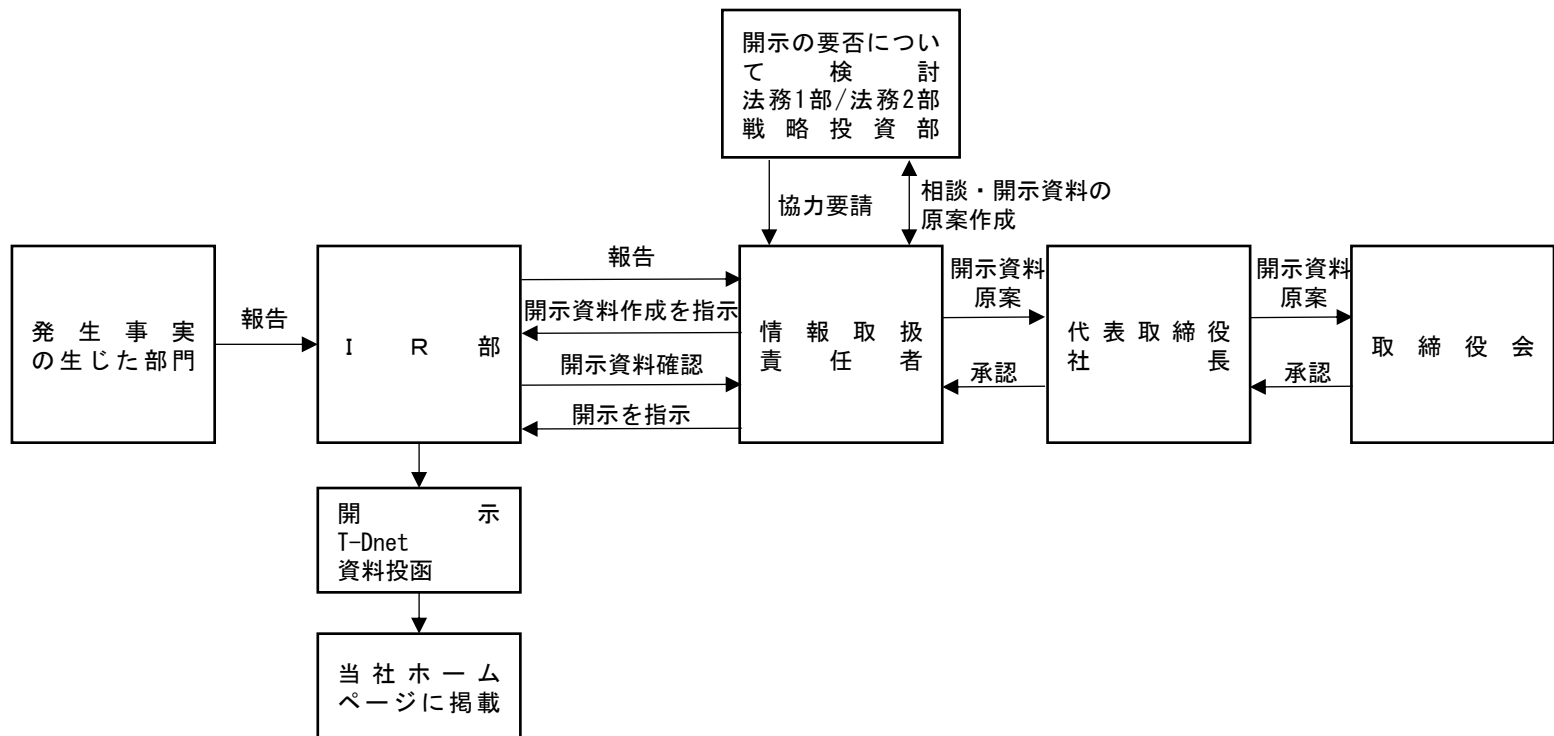 開示の要否につい
て検討
法務1部/法務2部
戦略投資部
協力要請
相談・開示資料の
原案作成
発生事実
の生じた部門
報告
ＩＲ部
報告
開示資料作成を指示
開示資料確認
開示を指示
情報取扱
責任者
開示資料
原案
承認
代表取締役
社長
開示資料
原案
承認
取締役会
開示
T-Dnet
資料投函
当社ホーム
ページに掲載